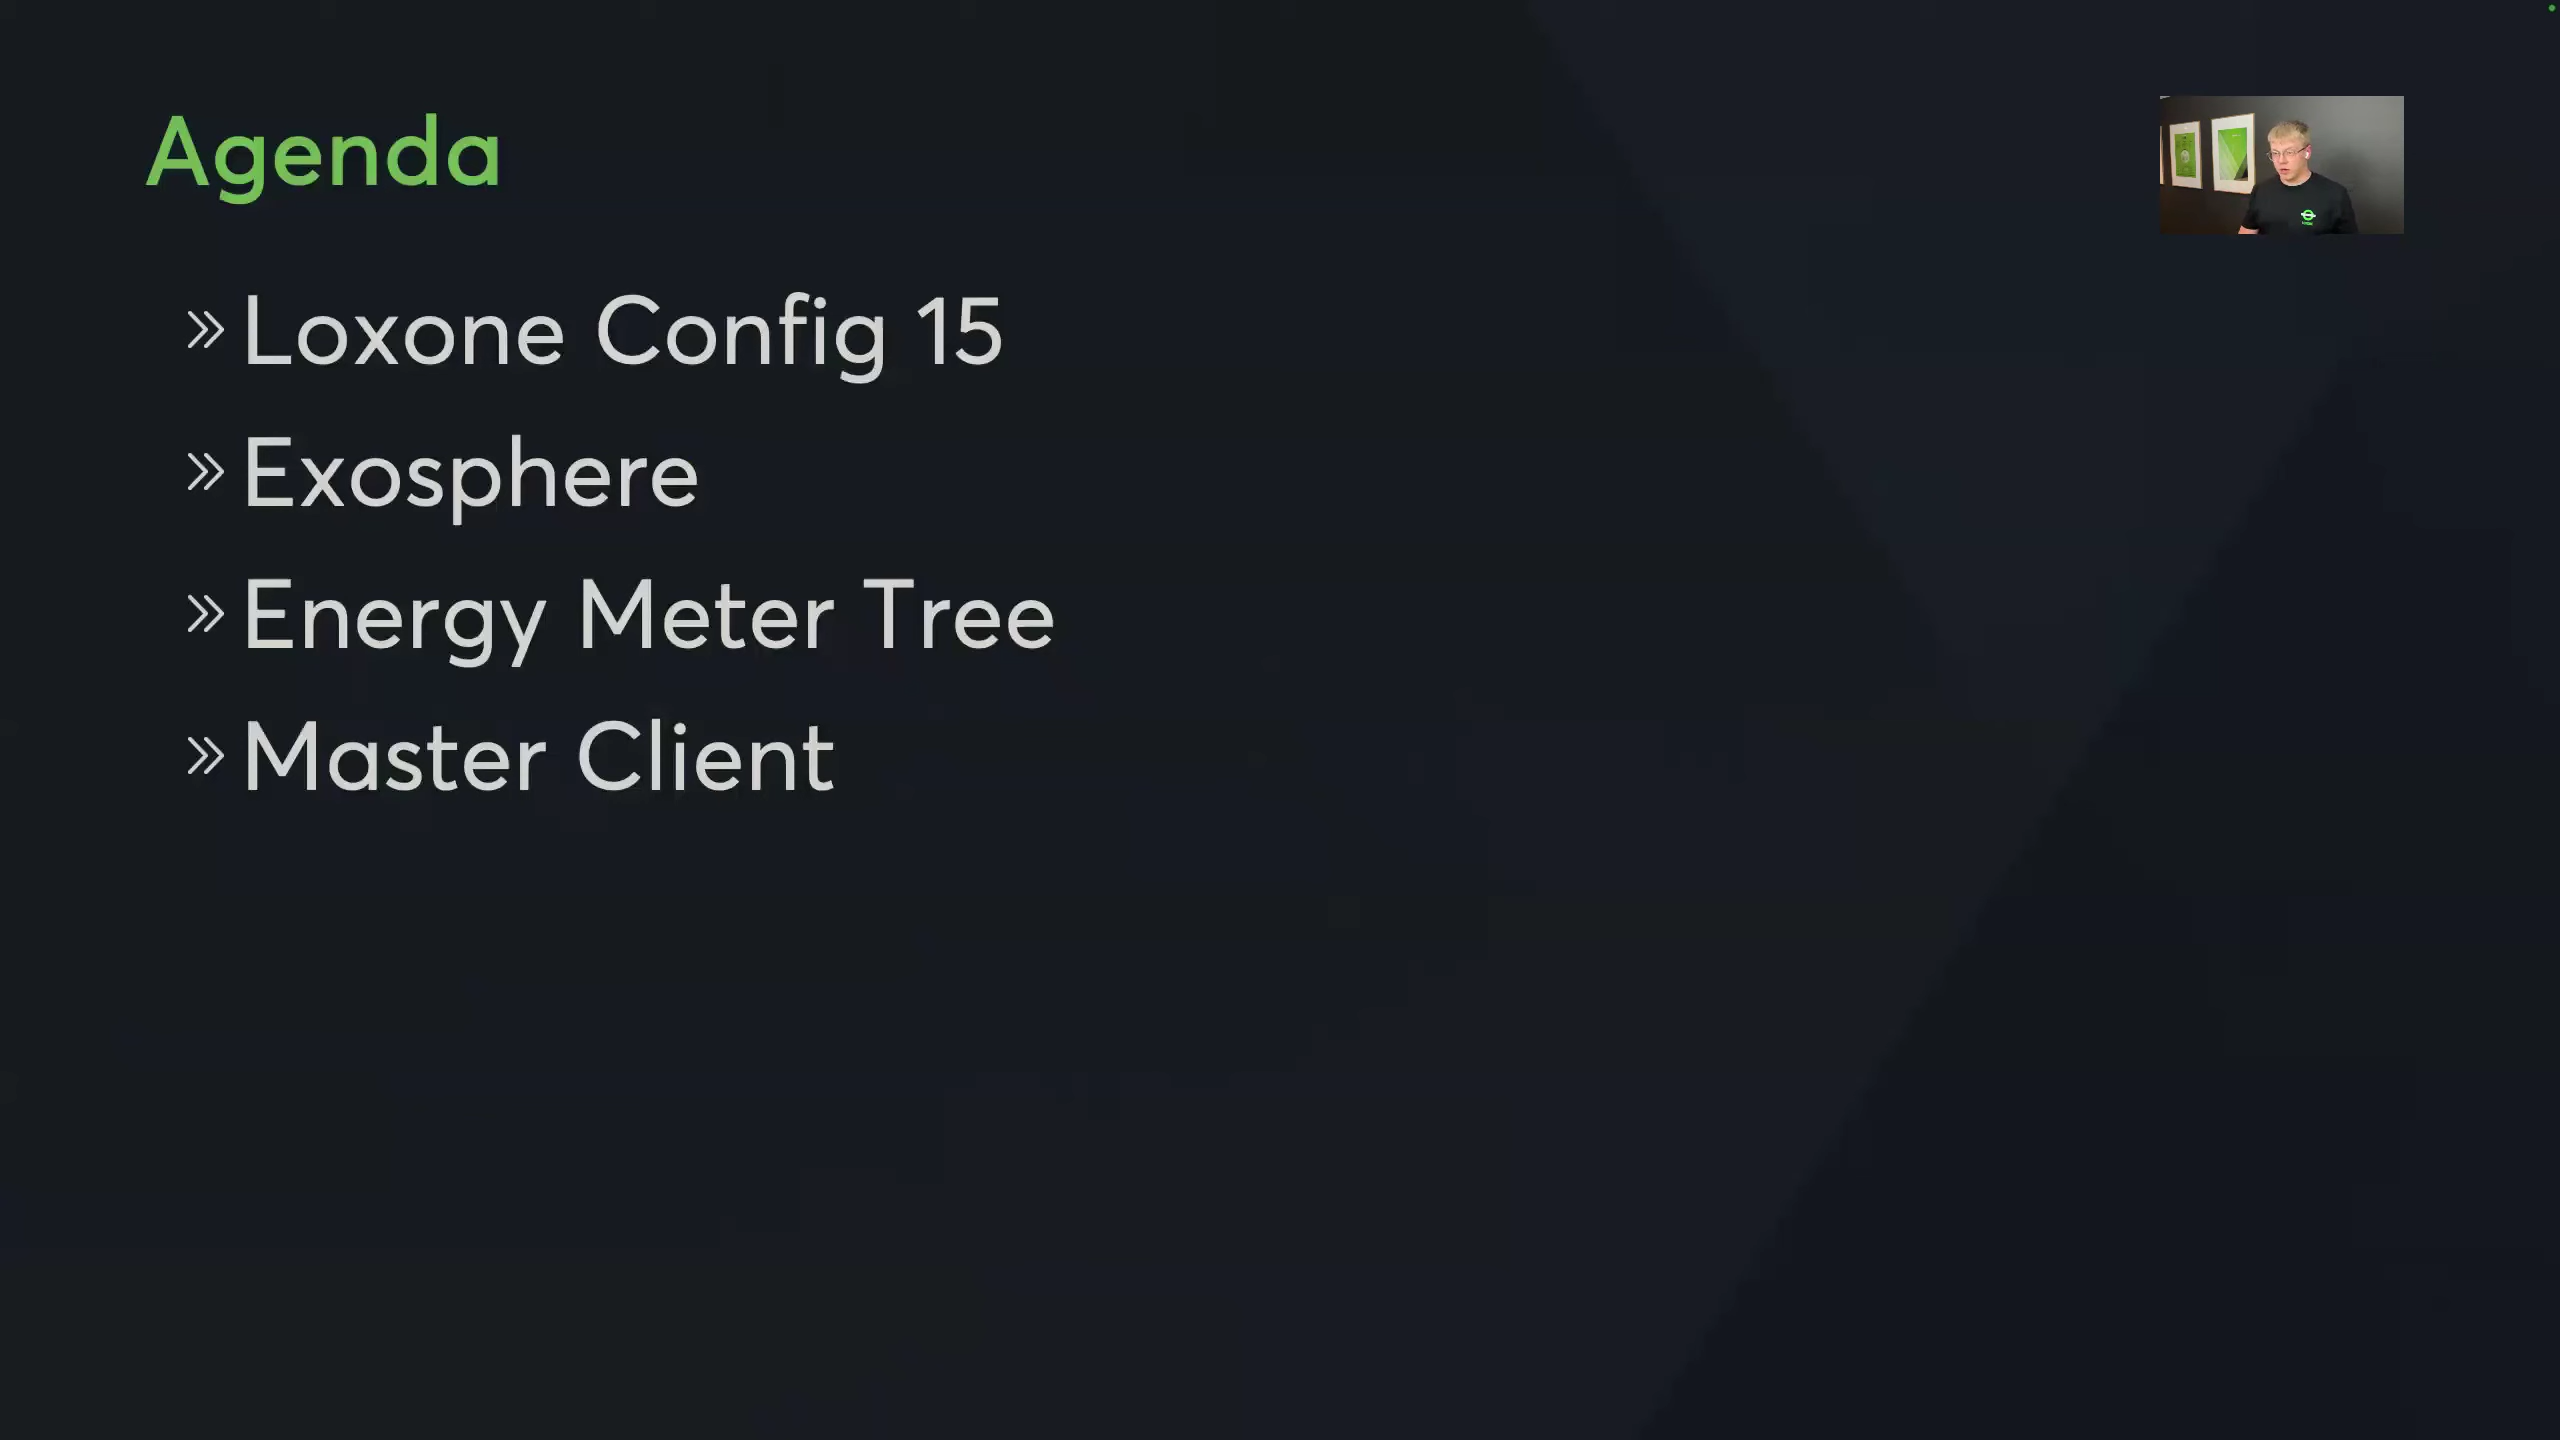 Agenda
» Loxone Config 15
» Exosphere
» Energy Meter Tree
» Master Client